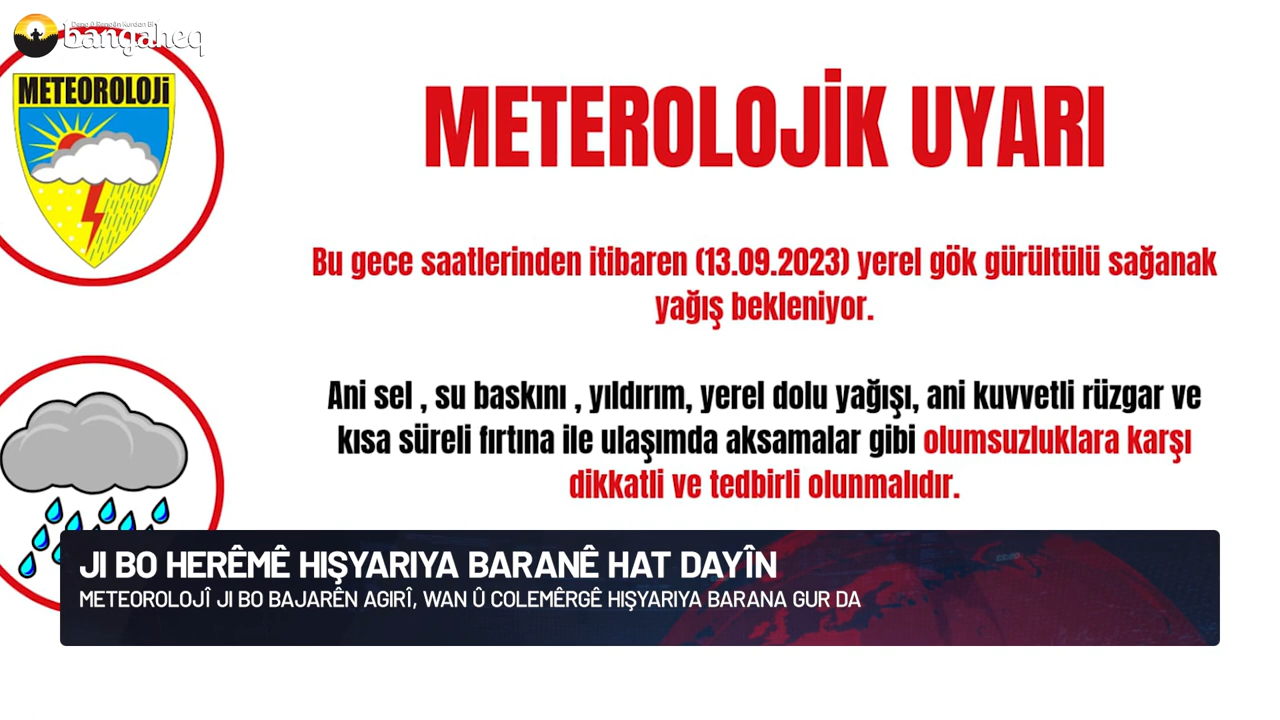 bangaheq
METEOROLOJi
METEROLOJİK UYARI
Bu gece saatlerinden itibaren (13.09.2023) yerel gök gürültülü sağanak
yağış bekleniyor.
Ani sel , su baskını , yıldırım, yerel dolu yağışı, ani kuvvetli rüzgar ve
kısa süreli fırtına ile ulaşımda aksamalar gibi olumsuzluklara karşı
dikkatli ve tedbirli olunmalıdır.
JI BO HERÊMÊ HIŞYARIYA BARANÊ HAT DAYÎN
METEOROLOJÎ JI BO BAJARÊN AGIRÎ, WAN Û COLEMÊRGÊ HIŞYARIYA BARANA GUR DA